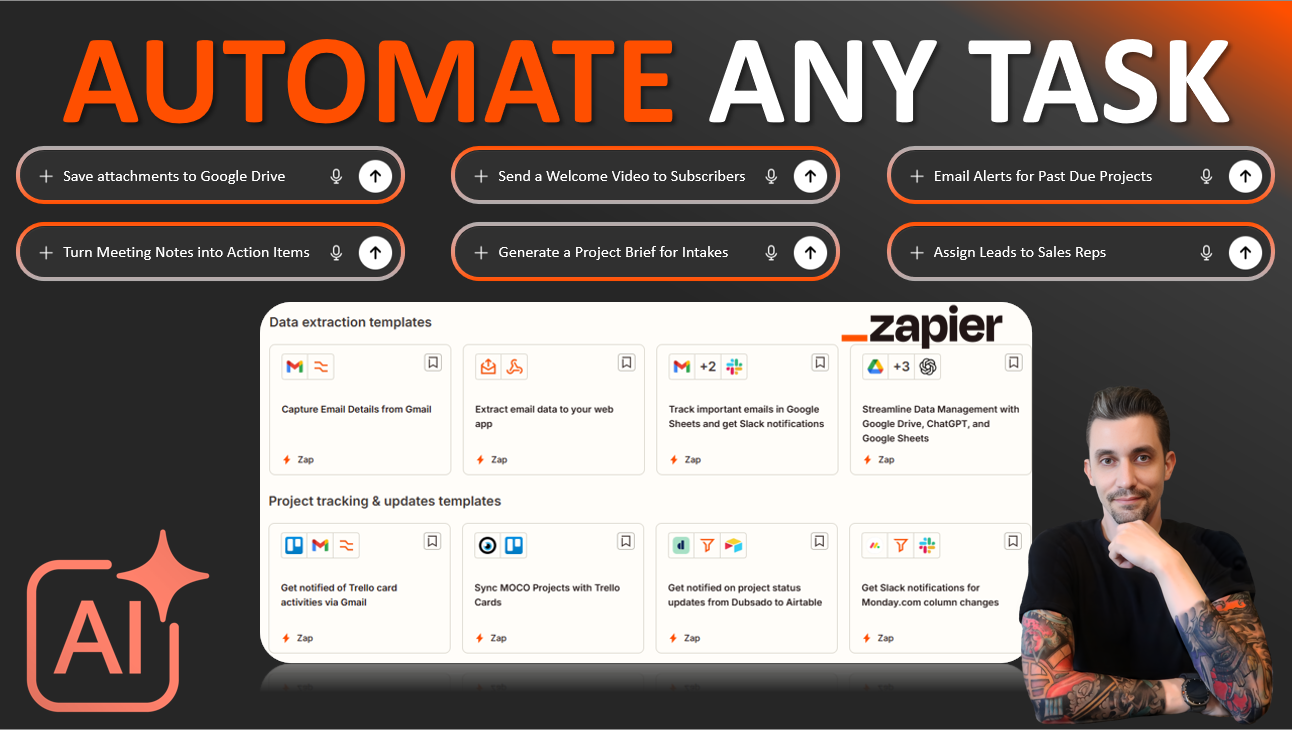 AUTOMATE ANY TASK
Save attachments to Google Drive
Send a Welcome Video to Subscribers
Email Alerts for Past Due Projects
Turn Meeting Notes into Action Items
Generate a Project Brief for Intakes
Assign Leads to Sales Reps
Data extraction templates
_zapier
+2
+3
Capture Email Details from Gmail
Zap
Extract email data to your web
app
Zap
Track important emails in Google
Sheets and get Slack notifications
Zap
Streamline Data Management with
Google Drive, ChatGPT, and
Google Sheets
Zap
Project tracking & updates templates
Get notified of Trello card
activities via Gmail
Zap
Sync MOCO Projects with Trello
Cards
Zap
d
Get notified on project status
updates from Dubsado to Airtable
Zap
Get Slack notifications for
Monday.com column changes
Zap
AI